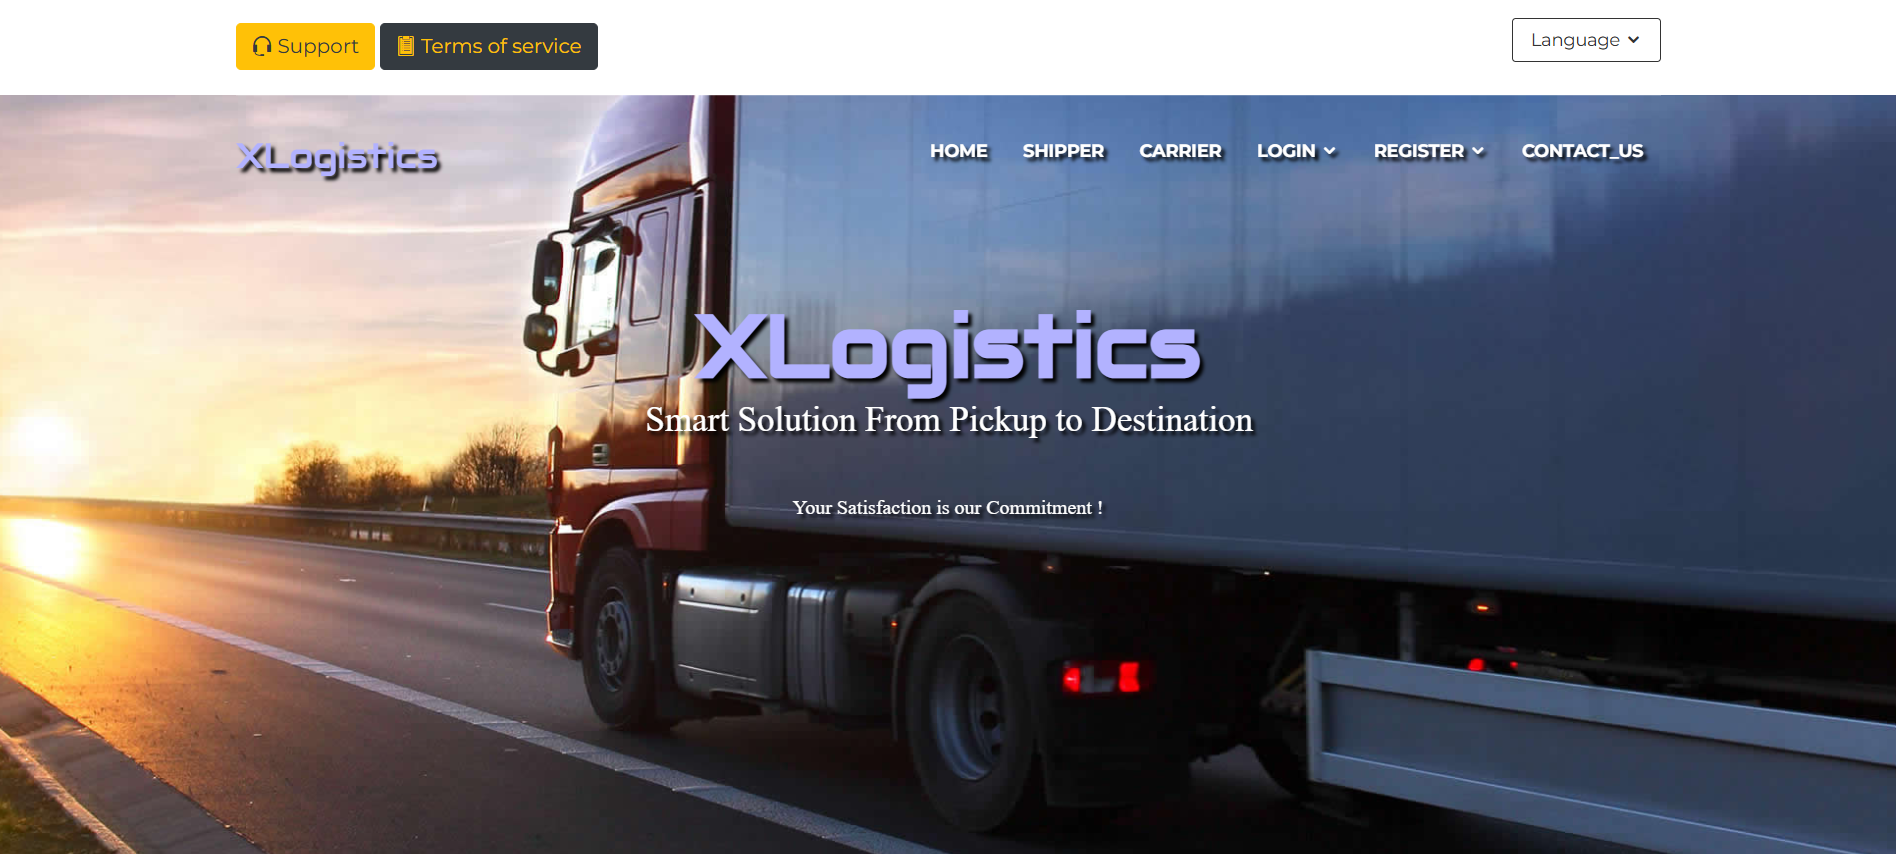 Support
Terms of service
Language
XLogistics
HOME
SHIPPER
CARRIER
LOGIN
REGISTER
CONTACT_US
XLogistics
Smart Solution From Pickup to Destination
Your Satisfaction is our Commitment !